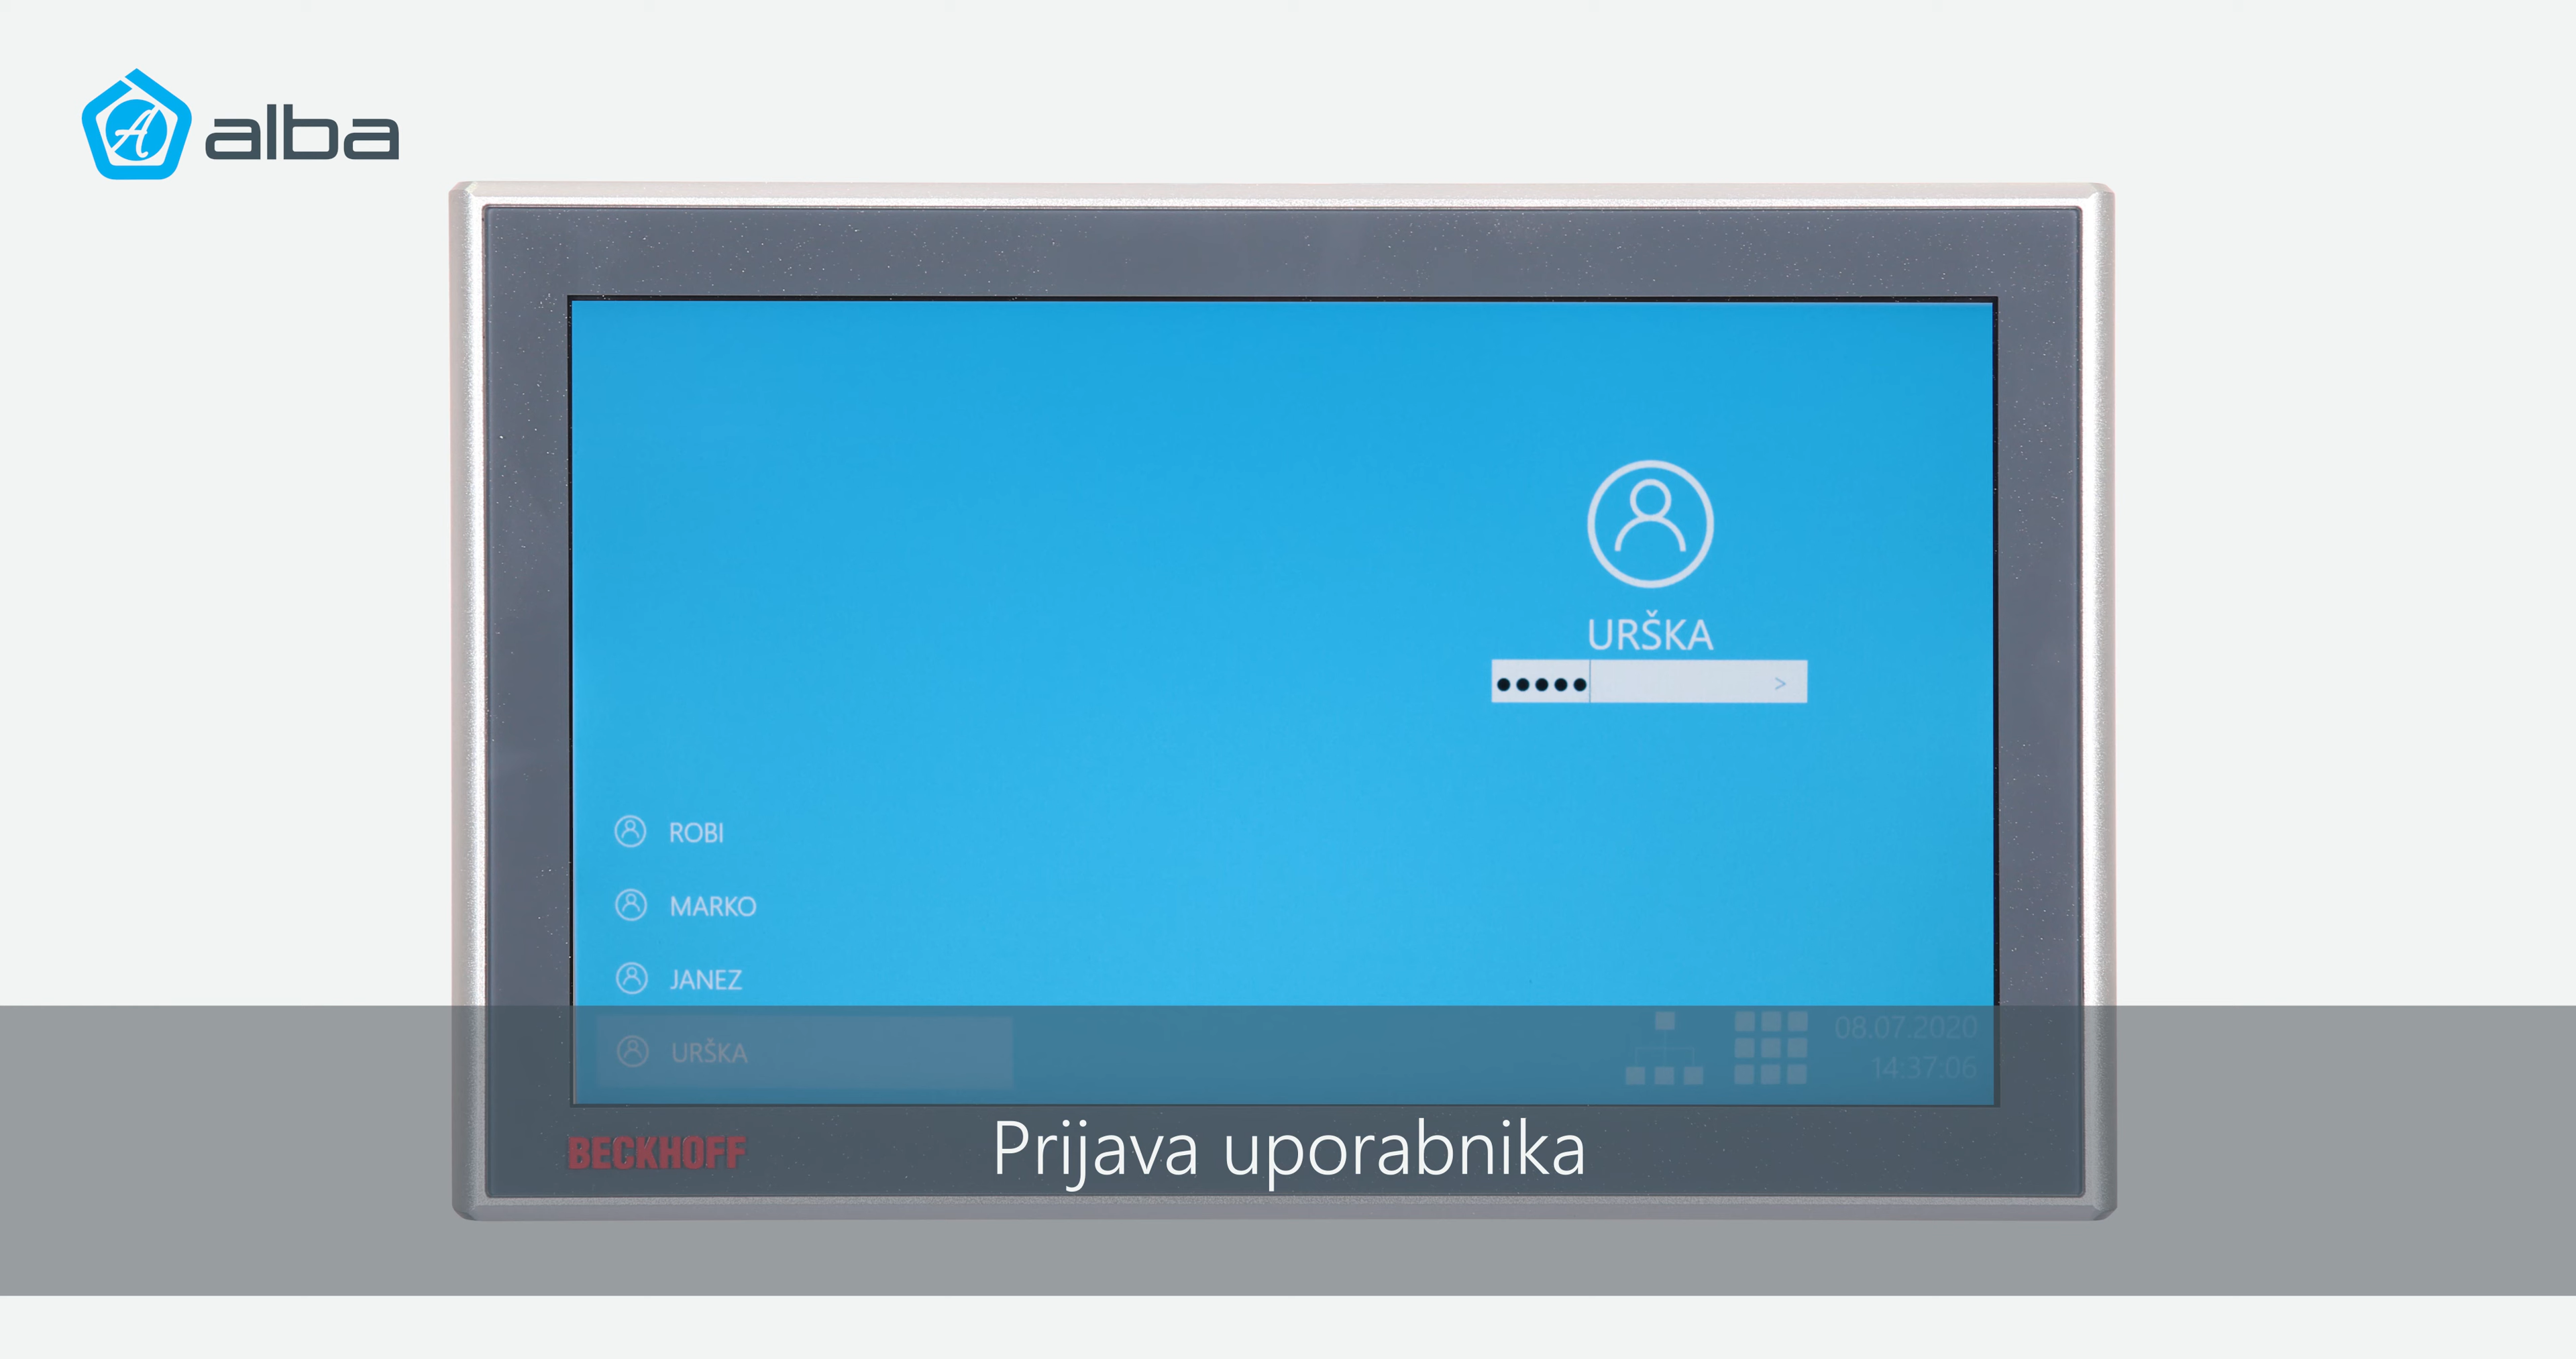 alba
URŠKA
●●●●●
>
ROBI
MARKO
JANEZ
URŠKA
08.07.2020
14:37:06
BECKHOFF
Prijava uporabnika